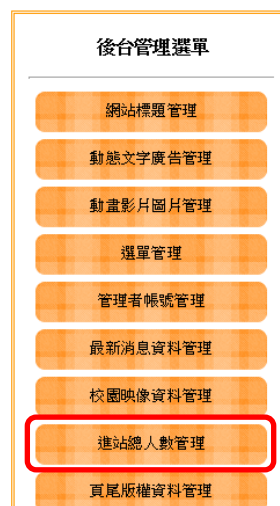 後台管理選單
網站標題管理
動態文字廣告管理
動畫影片圖片管理
選單管理
管理者帳號管理
最新消息資料管理
校園映像資料管理
進站總人數管理
頁尾版權資料管理